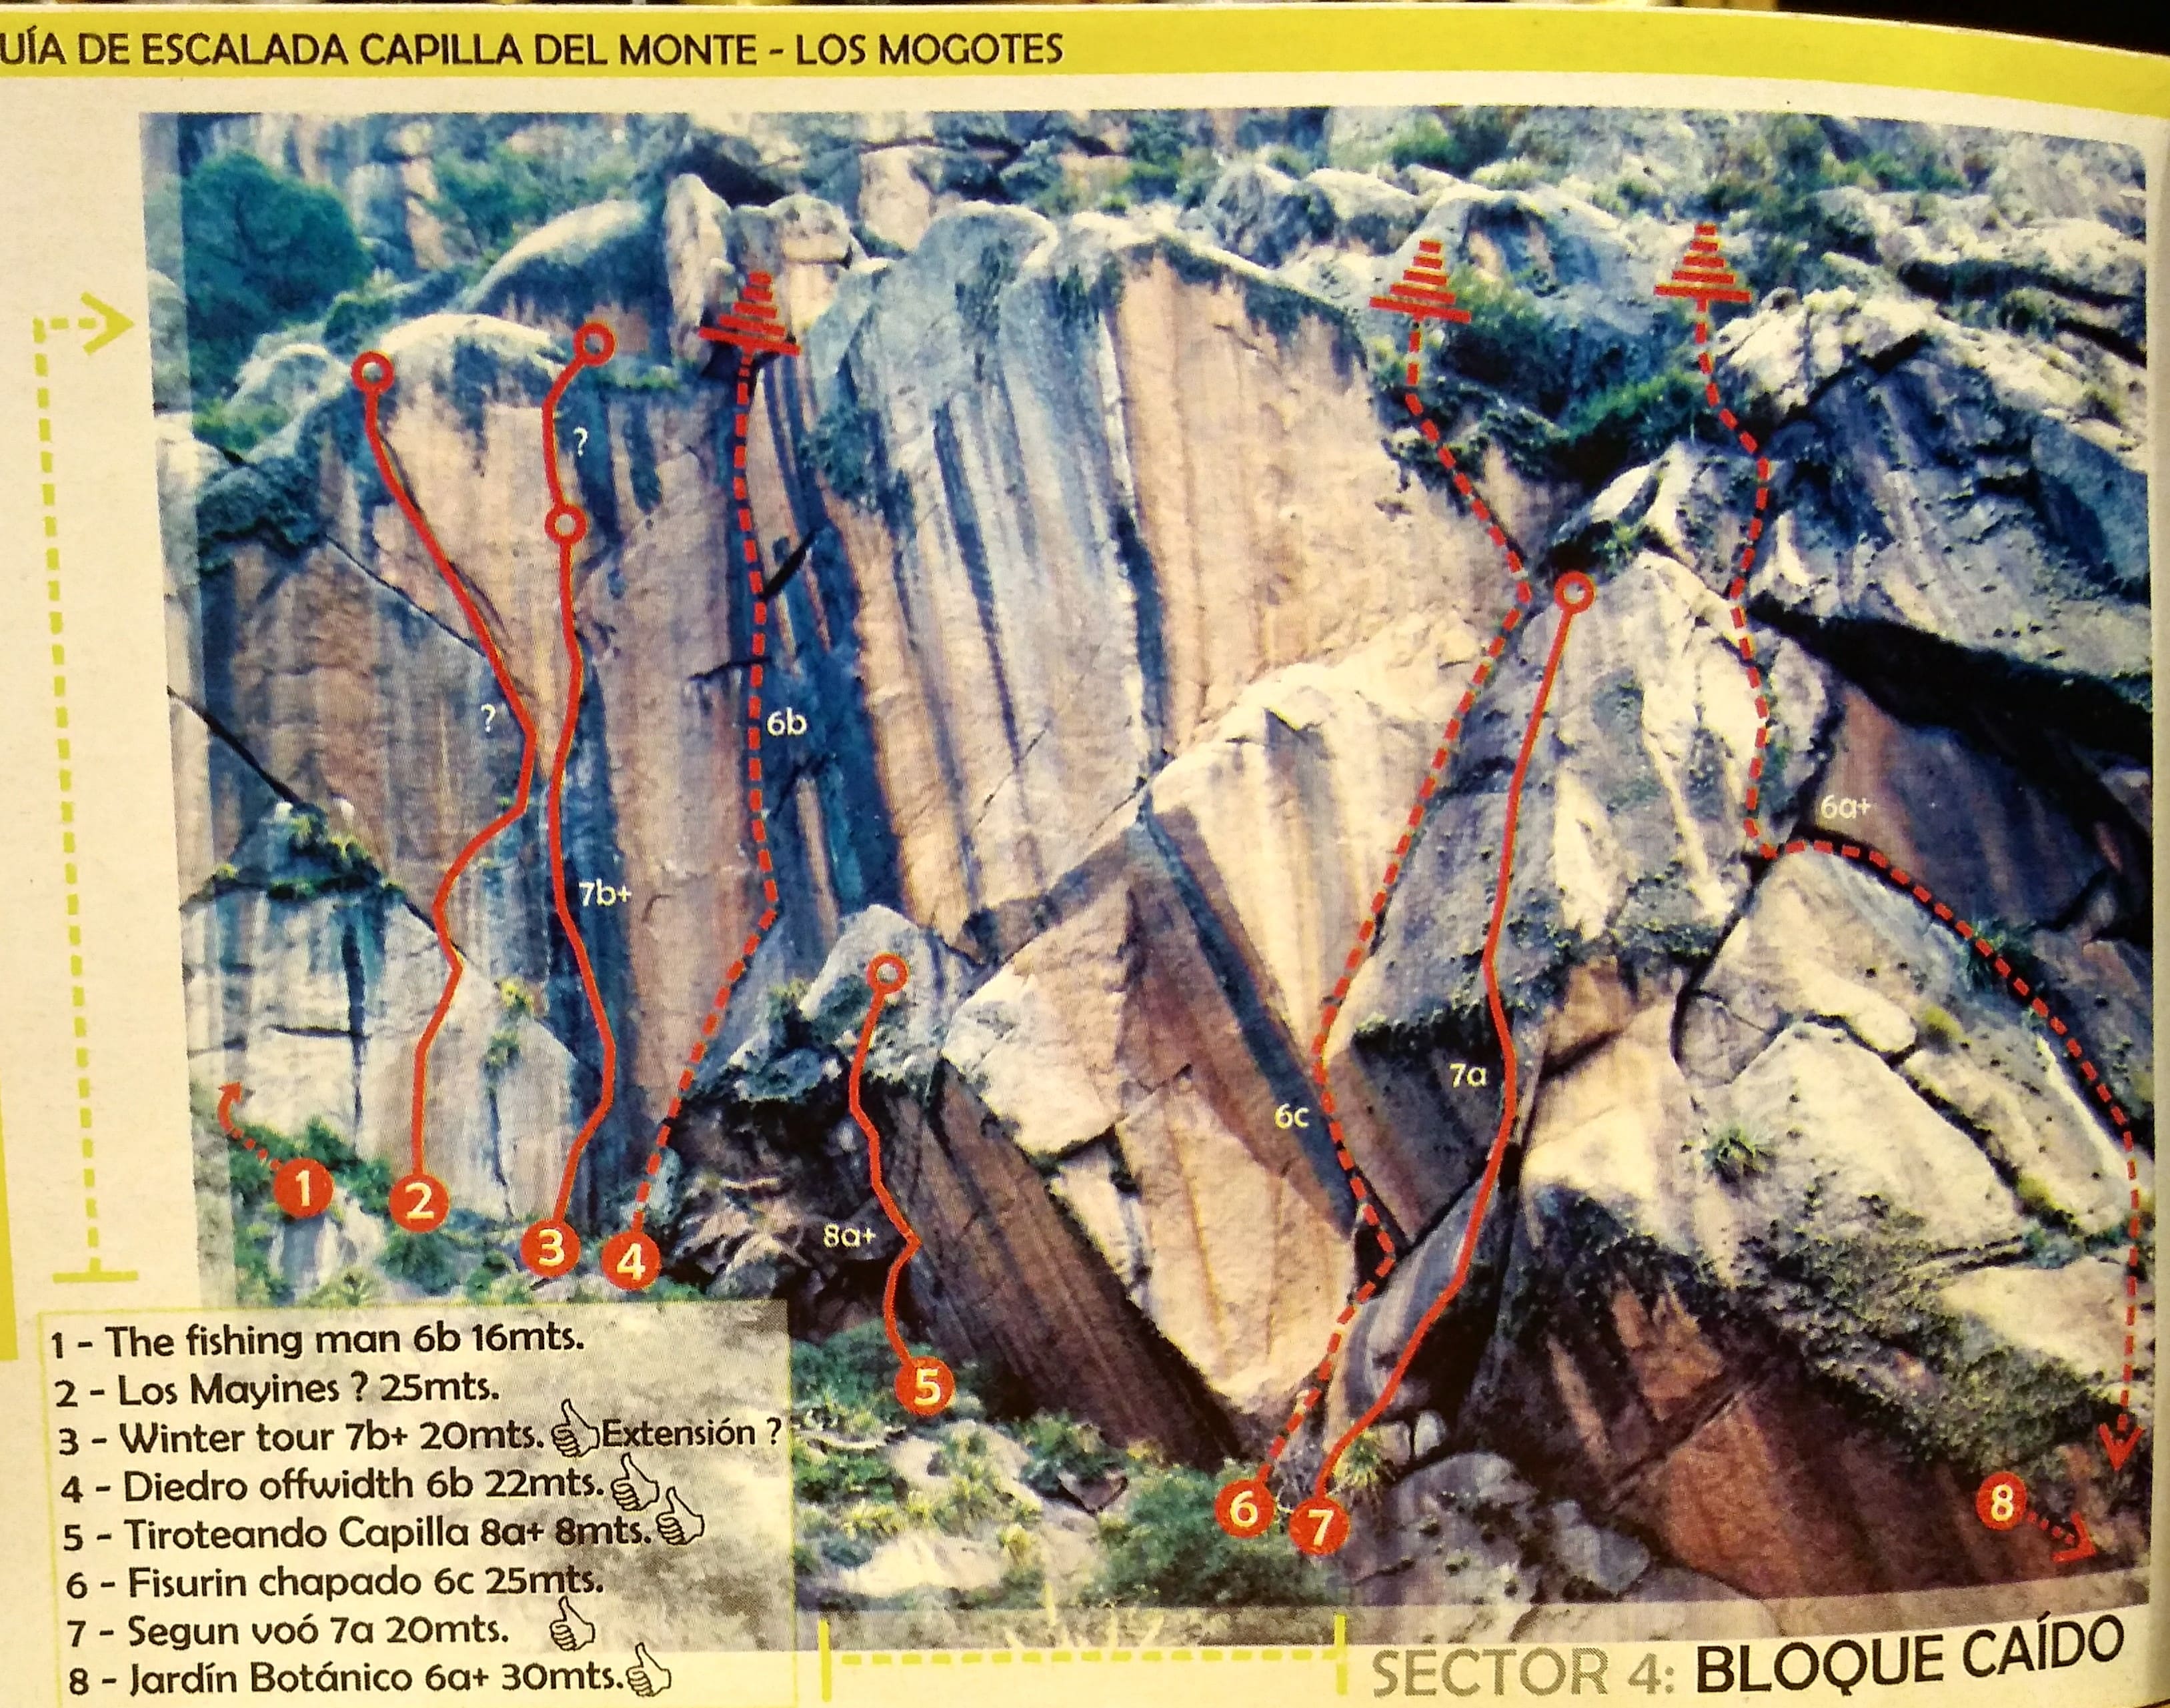 UÍA DE ESCALADA CAPILLA DEL MONTE - LOS MOGOTES
?
?
6b
6a+
7b+
7a
6c
8a+
1
2
3
4
5
6
7
8
1 - The fishing man 6b 16mts.
2 - Los Mayines ? 25mts.
3 - Winter tour 7b+ 20mts. Extensión ?
4 - Diedro offwidth 6b 22mts.
5 - Tiroteando Capilla 8a+ 8mts.
6 - Fisurin chapado 6c 25mts.
7 - Segun voó 7a 20mts.
8 - Jardín Botánico 6a+ 30mts.
SECTOR 4: BLOQUE CAÍDO